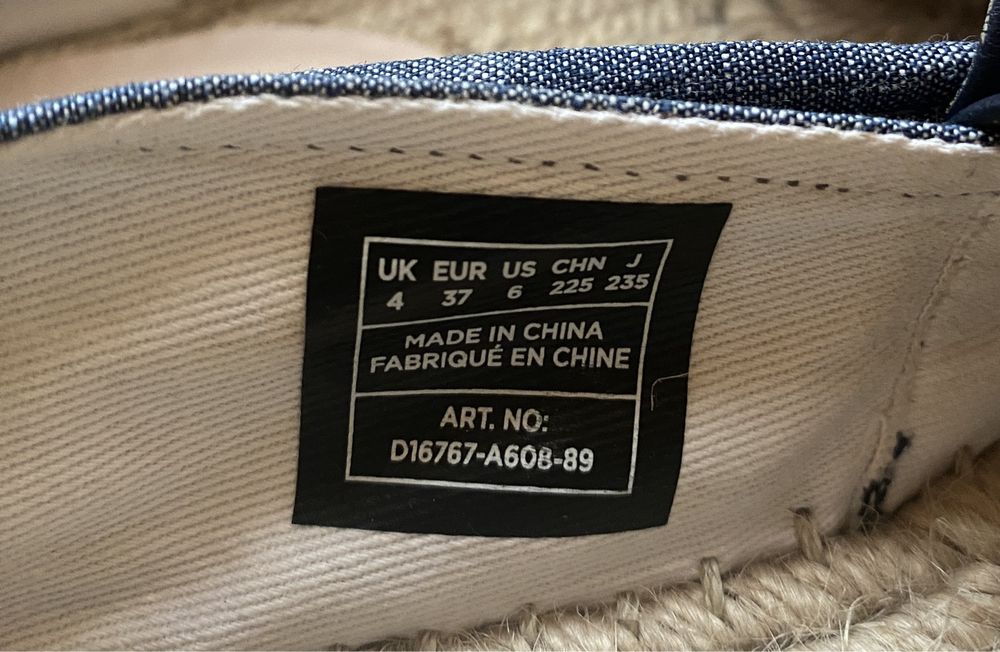 UK EUR US CHN J
4 37 6 225 235
MADE IN CHINA
FABRIQUÉ EN CHINE
ART. NO:
D16767-A60B-89